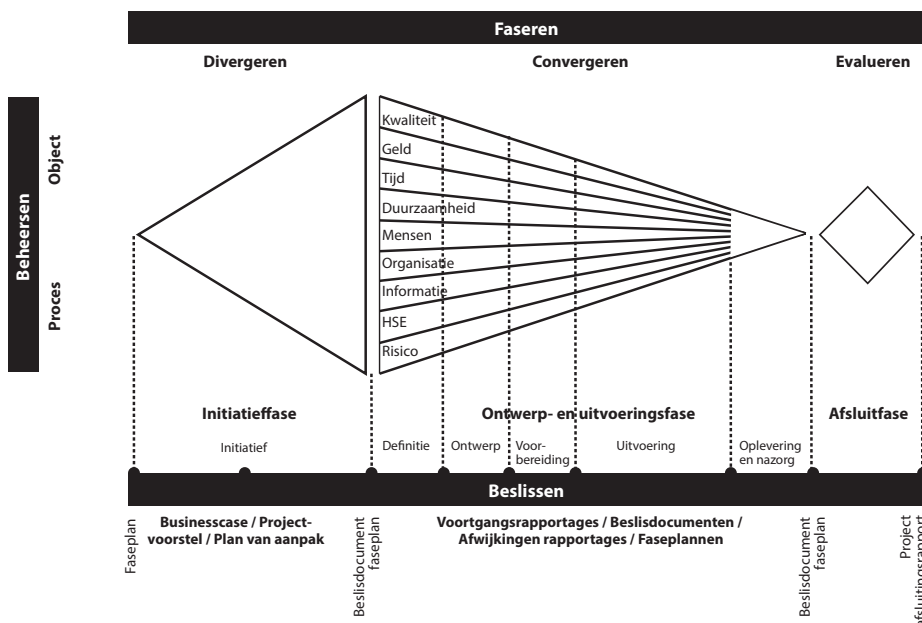 Faseren
Divergeren
Convergeren
Evalueren
Beheersen
Object
Proces
Kwaliteit
Geld
Tijd
Duurzaamheid
Mensen
Organisatie
Informatie
HSE
Risico
Initiatieffase
Ontwerp- en uitvoeringsfase
Afsluitfase
Initiatief
Definitie
Ontwerp
Voor-
bereiding
Uitvoering
Oplevering
en nazorg
Beslissen
Faseplan
Businesscase / Project-
voorstel / Plan van aanpak
Beslisdocument
faseplan
Voortgangsrapportages / Beslisdocumenten /
Afwijkingen rapportages / Faseplannen
Beslisdocument
faseplan
Project
afsluitingsrapport